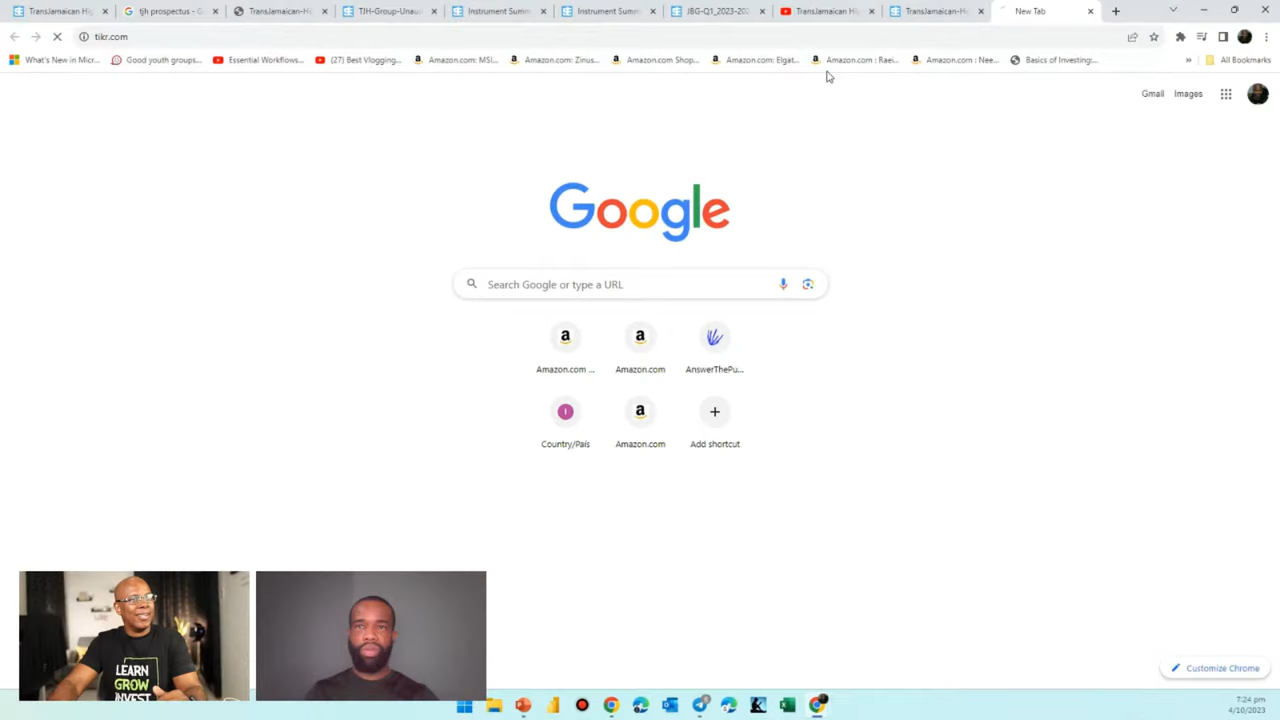 TransJamaican Hi
tjh prospectus - G
TransJamaican-H
TJH-Group-Unau
Instrument Summ
Instrument Summ
JBG-Q1_2023-202
TransJamaican Hi
TransJamaican-H
New Tab
tikr.com
What's New in Micr...
Good youth groups...
Essential Workflows...
(27) Best Vlogging...
Amazon.com: MSI...
Amazon.com: Zinus...
Amazon.com Shop...
Amazon.com: Elgat...
Amazon.com : Raei...
Amazon.com : Nee...
Basics of Investing:...
»
All Bookmarks
Gmail
Images
Google
Search Google or type a URL
a
a
Amazon.com ...
Amazon.com
AnswerThePu...
I
a
Country/País
Amazon.com
Add shortcut
LEARN
GROW
INVEST
Customize Chrome
7:24 pm
4/10/2023